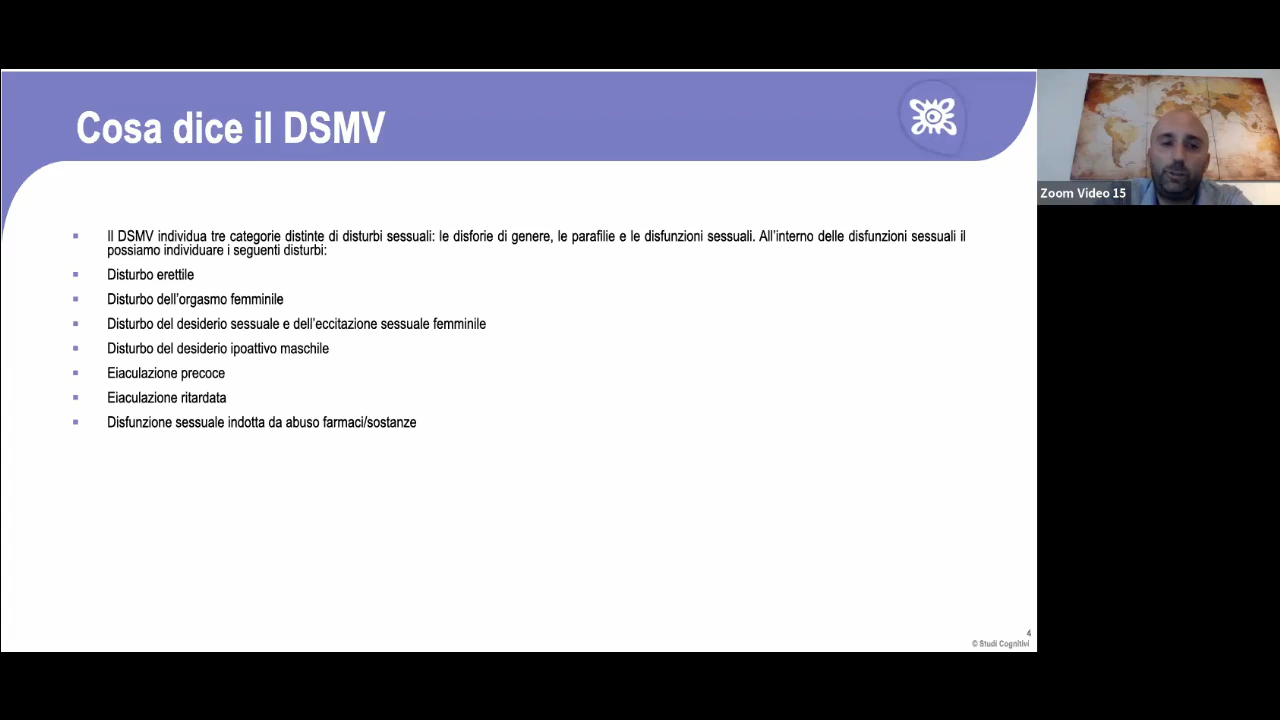 Cosa dice il DSMV
Zoom Video 15
▪ Il DSMV individua tre categorie distinte di disturbi sessuali: le disforie di genere, le parafilie e le disfunzioni sessuali. All'interno delle disfunzioni sessuali il
possiamo individuare i seguenti disturbi:
▪ Disturbo erettile
▪ Disturbo dell'orgasmo femminile
▪ Disturbo del desiderio sessuale e dell'eccitazione sessuale femminile
▪ Disturbo del desiderio ipoattivo maschile
▪ Eiaculazione precoce
▪ Eiaculazione ritardata
▪ Disfunzione sessuale indotta da abuso farmaci/sostanze
4
© Studi Cognitivi